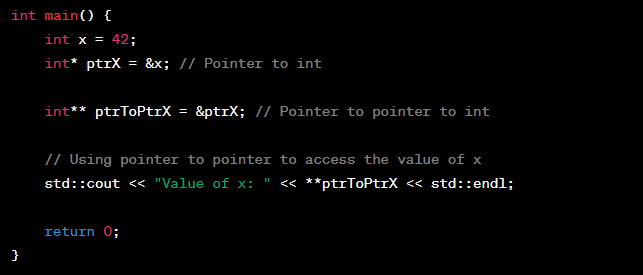 int main() {
    int x = 42;
    int* ptrX = &x; // Pointer to int

    int** ptrToPtrX = &ptrX; // Pointer to pointer to int

    // Using pointer to pointer to access the value of x
    std::cout << "Value of x: " << **ptrToPtrX << std::endl;

    return 0;
}